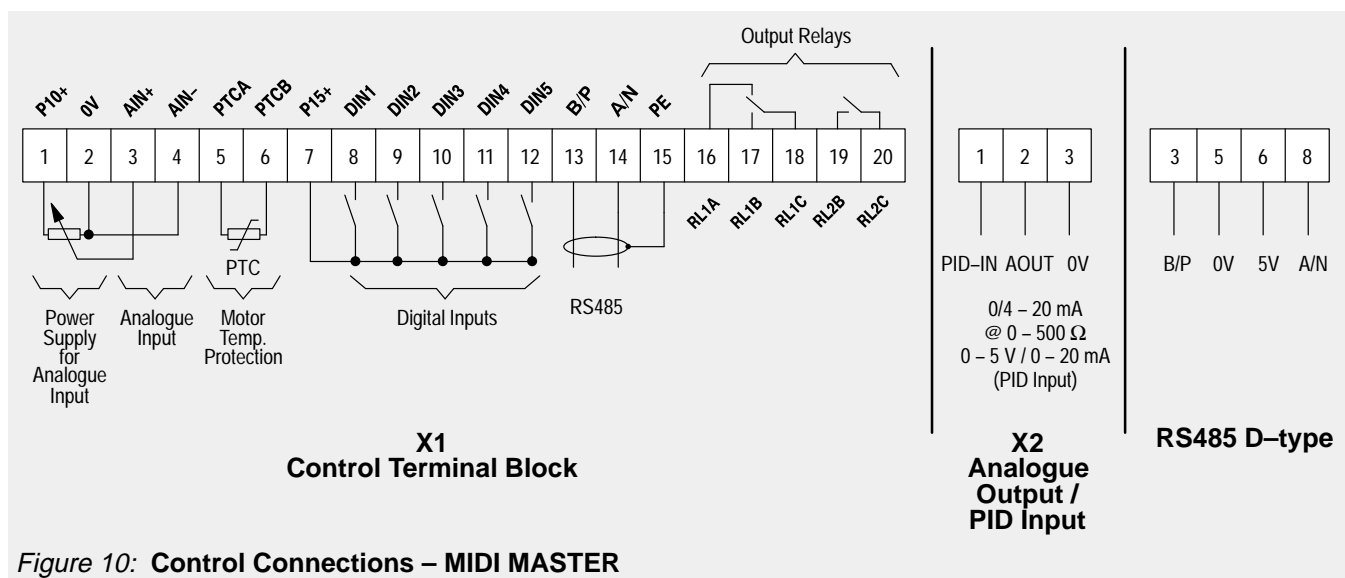 Output Relays
P10+ 0V AIN+ AIN– PTCA PTCB P15+ DIN1 DIN2 DIN3 DIN4 DIN5 B/P A/N PE
1 2 3 4 5 6 7 8 9 10 11 12 13 14 15 16 17 18 19 20
RL1A RL1B RL1C RL2B RL2C
PTC
Power
Supply
for
Analogue
Input
Analogue
Input
Motor
Temp.
Protection
Digital Inputs
RS485
X1
Control Terminal Block
1 2 3
PID–IN AOUT 0V
0/4 – 20 mA
@ 0 – 500 Ω
0 – 5 V / 0 – 20 mA
(PID Input)
X2
Analogue
Output /
PID Input
3 5 6 8
B/P 0V 5V A/N
RS485 D–type
Figure 10: Control Connections – MIDI MASTER